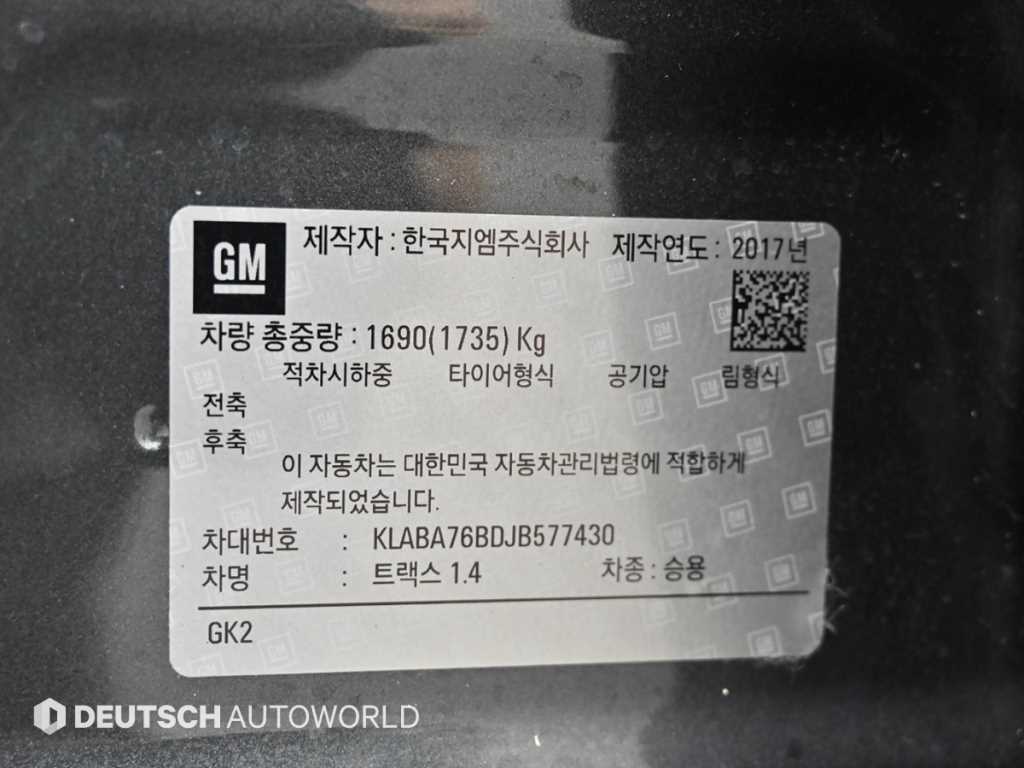 GM
제작자 : 한국지엠주식회사 제작연도 : 2017년
차량 총중량 : 1690(1735) Kg
적차시하중 타이어형식 공기압 림형식
전축
후축
이 자동차는 대한민국 자동차관리법령에 적합하게
제작되었습니다.
차대번호 : KLABA76BDJB577430
차명 : 트랙스 1.4 차종 : 승용
GK2
DEUTSCH AUTOWORLD